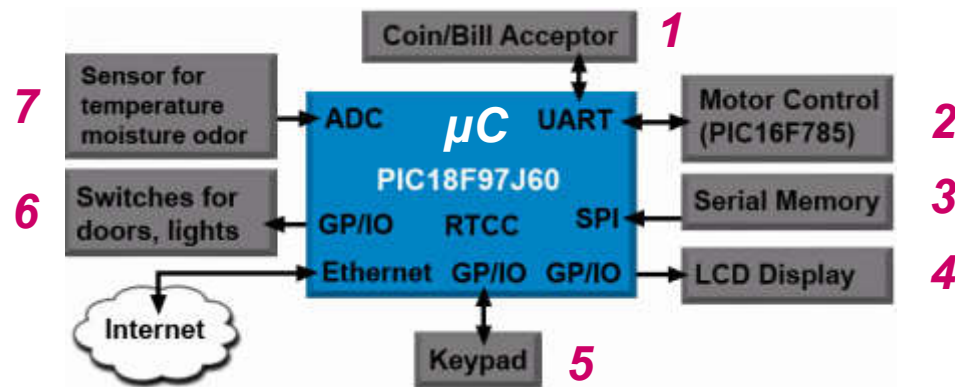 Coin/Bill Acceptor
1
7
Sensor for
temperature
moisture odor
ADC
µC
UART
Motor Control
(PIC16F785)
2
PIC18F97J60
6
Switches for
doors, lights
GP/IO
RTCC
SPI
Serial Memory
3
Ethernet
GP/IO
GP/IO
LCD Display
4
Internet
Keypad
5